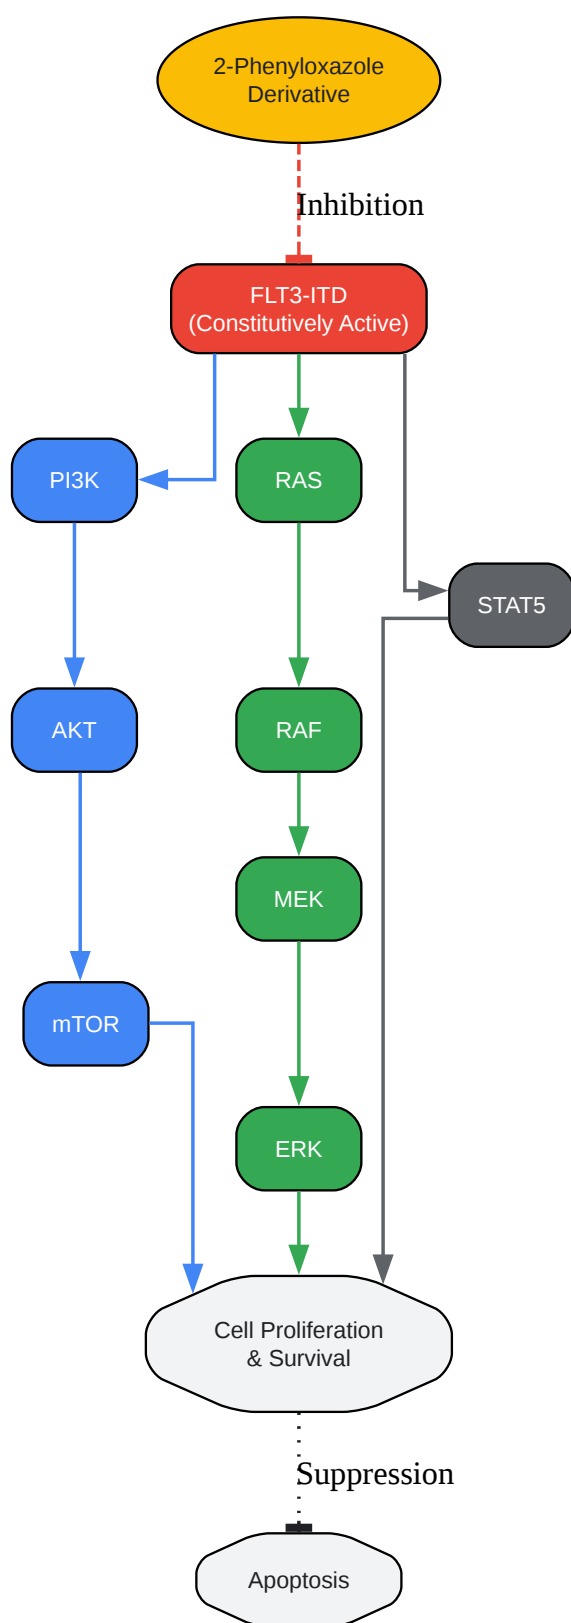 2-Phenyloxazole
Derivative
Inhibition
FLT3-ITD
(Constitutively Active)
PI3K
RAS
STAT5
AKT
RAF
MEK
mTOR
ERK
Cell Proliferation
& Survival
Suppression
Apoptosis